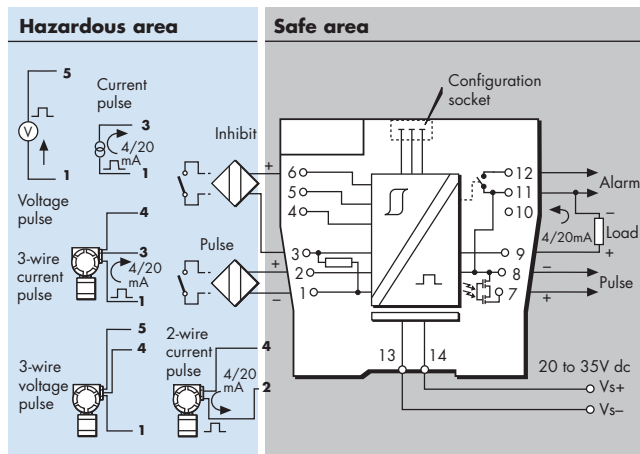 Hazardous area
Safe area
5
V
1
Voltage
pulse
Current
pulse
3
4/20
mA
1
Inhibit
+
Configuration
socket
6
5
4
3
2
1
12
11
10
9
8
7
Alarm
–
4/20mA
Load
+
–
Pulse
+
3-wire
current
pulse
4
3
4/20
mA
1
Pulse
+
–
3-wire
voltage
pulse
5
4
1
2-wire
current
pulse
4
4/20
mA
2
13
14
20 to 35V dc
Vs+
Vs–